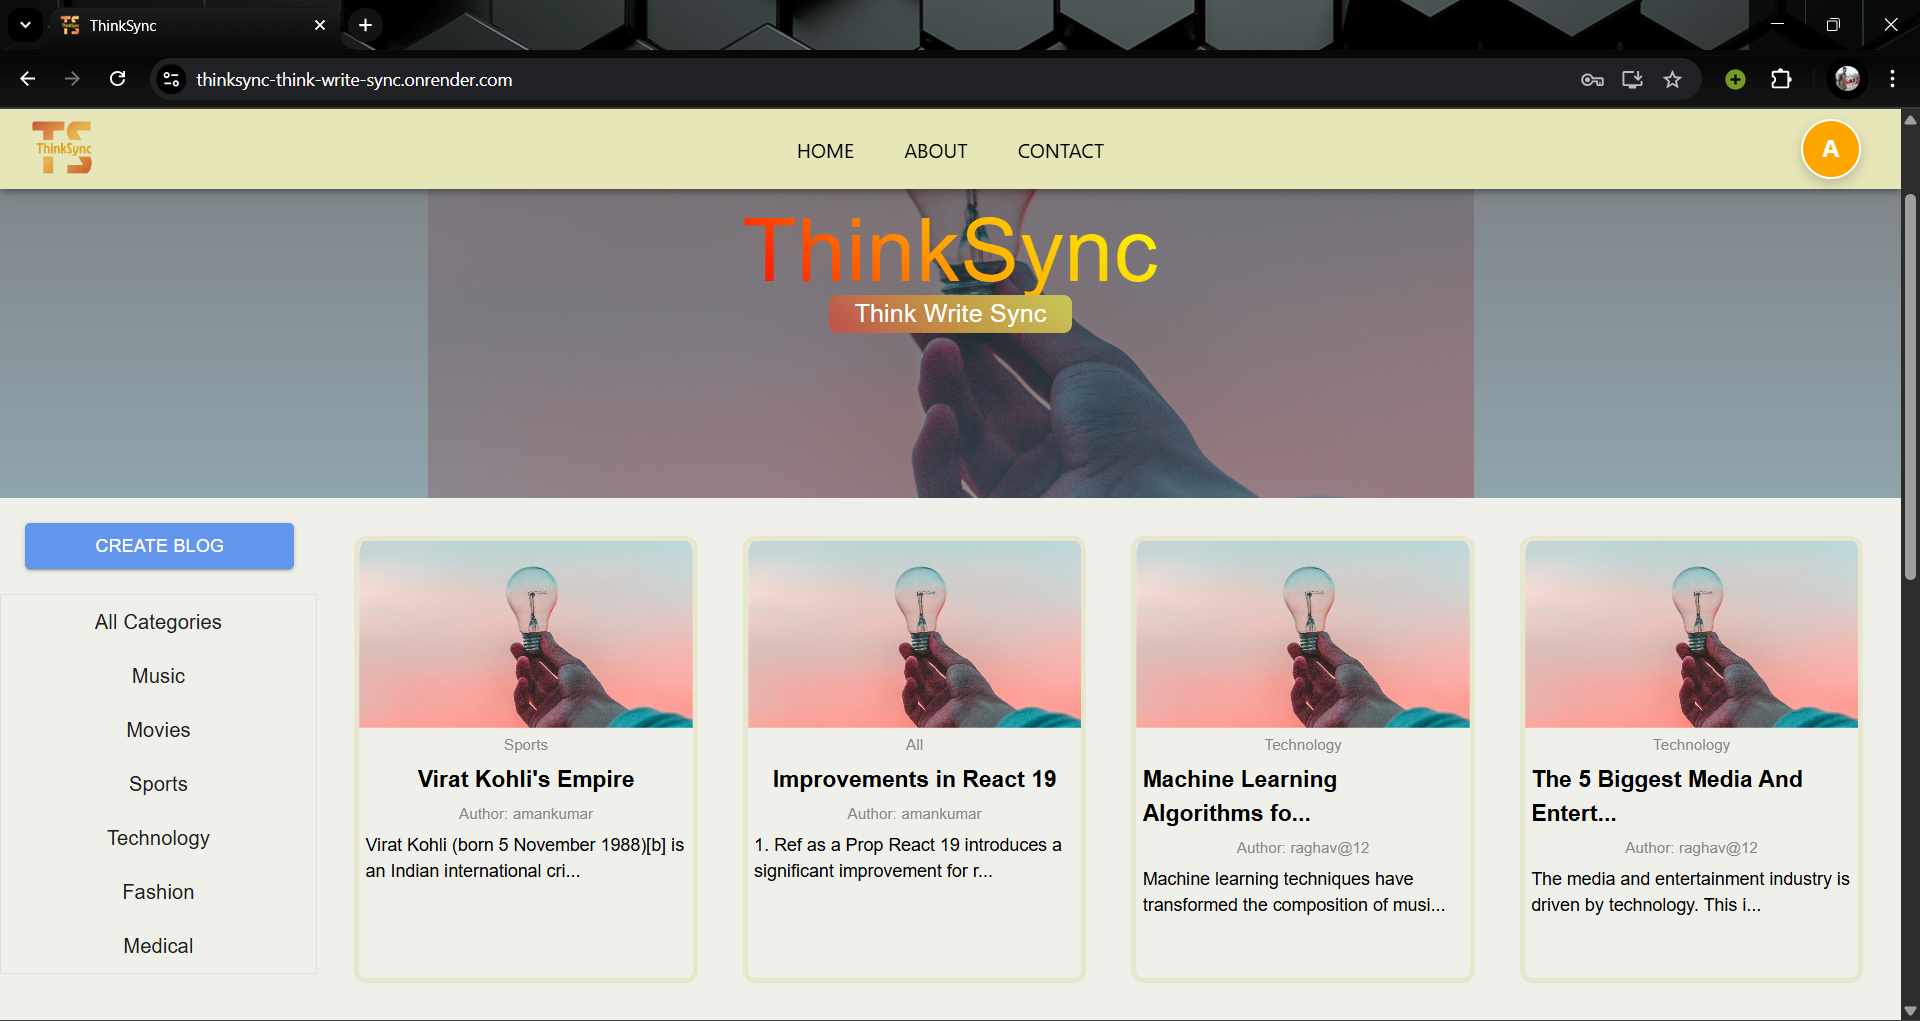 ThinkSync
thinksync-think-write-sync.onrender.com
TS
ThinkSync
HOME
ABOUT
CONTACT
A
ThinkSync
Think Write Sync
CREATE BLOG
All Categories
Music
Movies
Sports
Technology
Fashion
Medical
Sports
Virat Kohli's Empire
Author: amankumar
Virat Kohli (born 5 November 1988)[b] is
an Indian international cri...
All
Improvements in React 19
Author: amankumar
1. Ref as a Prop React 19 introduces a
significant improvement for r...
Technology
Machine Learning
Algorithms fo...
Author: raghav@12
Machine learning techniques have
transformed the composition of musi...
Technology
The 5 Biggest Media And
Entert...
Author: raghav@12
The media and entertainment industry is
driven by technology. This i...